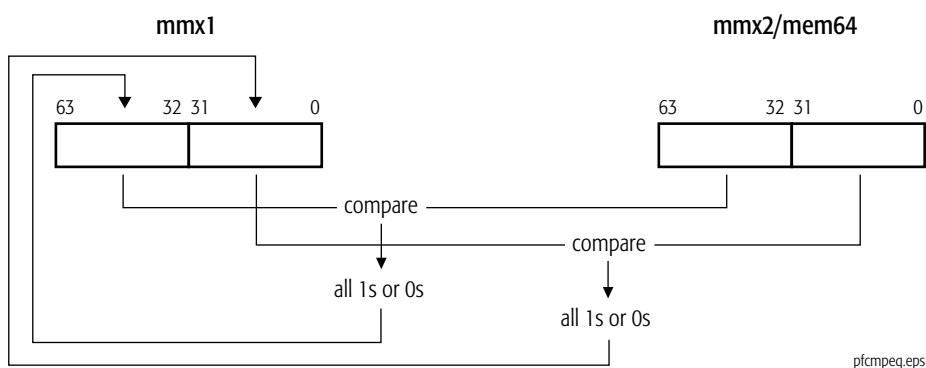 mmx1 mmx2/mem64
63 32 31 0 63 32 31 0
compare
compare
all 1s or 0s
all 1s or 0s
pfcmpeq.eps